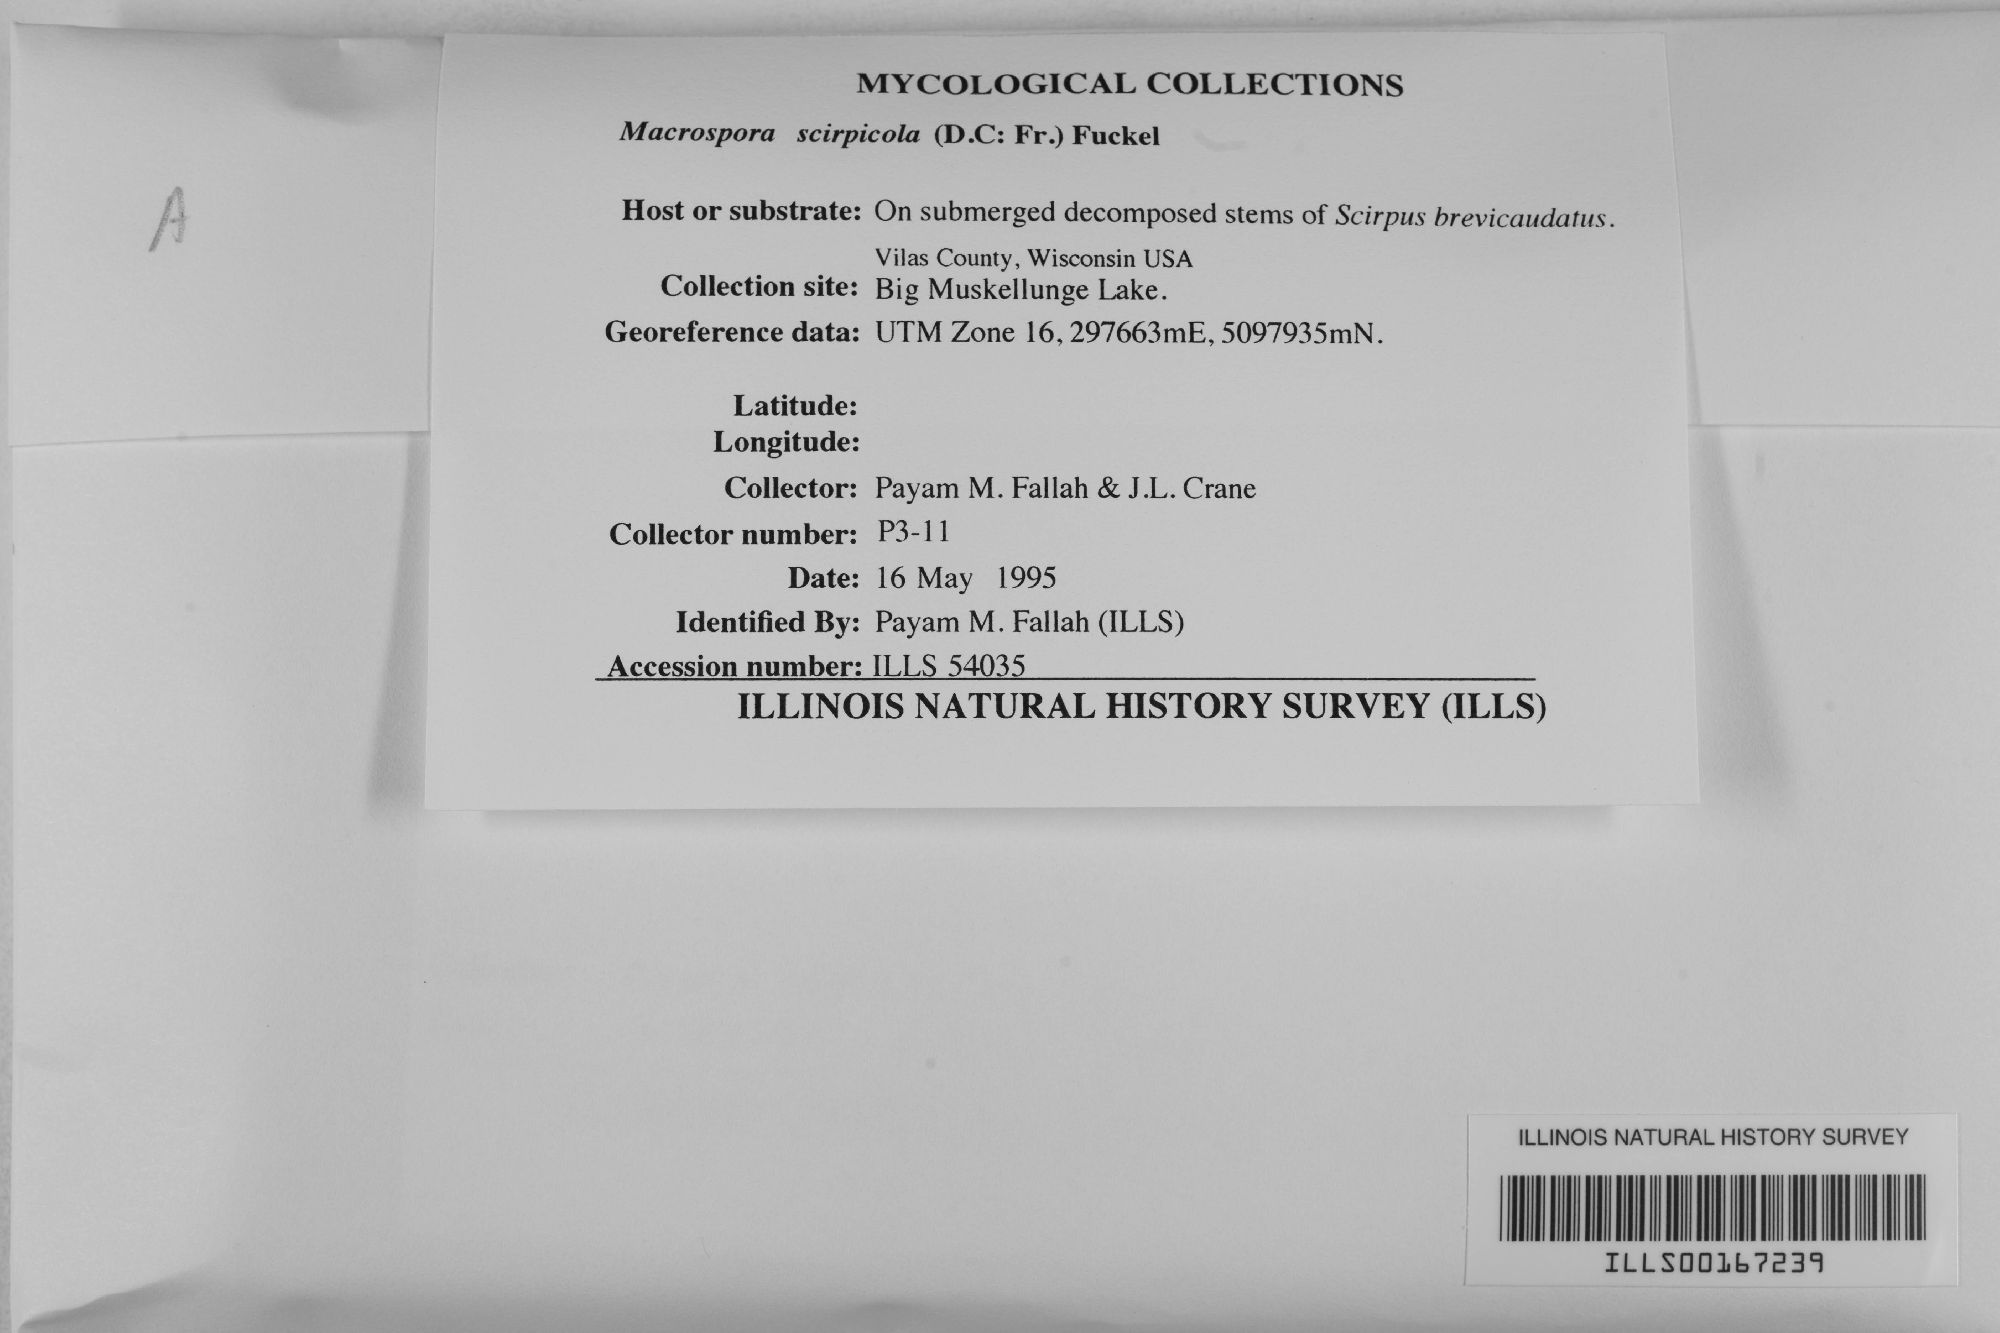 MYCOLOGICAL COLLECTIONS
Macrospora scirpicola (D.C: Fr.) Fuckel
Host or substrate: On submerged decomposed stems of Scirpus brevicaudatus.
Vilas County, Wisconsin USA
Collection site: Big Muskellunge Lake.
Georeference data: UTM Zone 16, 297663mE, 5097935mN.
Latitude:
Longitude:
Collector: Payam M. Fallah & J.L. Crane
Collector number: P3-11
Date: 16 May 1995
Identified By: Payam M. Fallah (ILLS)
Accession number: ILLS 54035
ILLINOIS NATURAL HISTORY SURVEY (ILLS)
A
ILLINOIS NATURAL HISTORY SURVEY
ILLS00167239